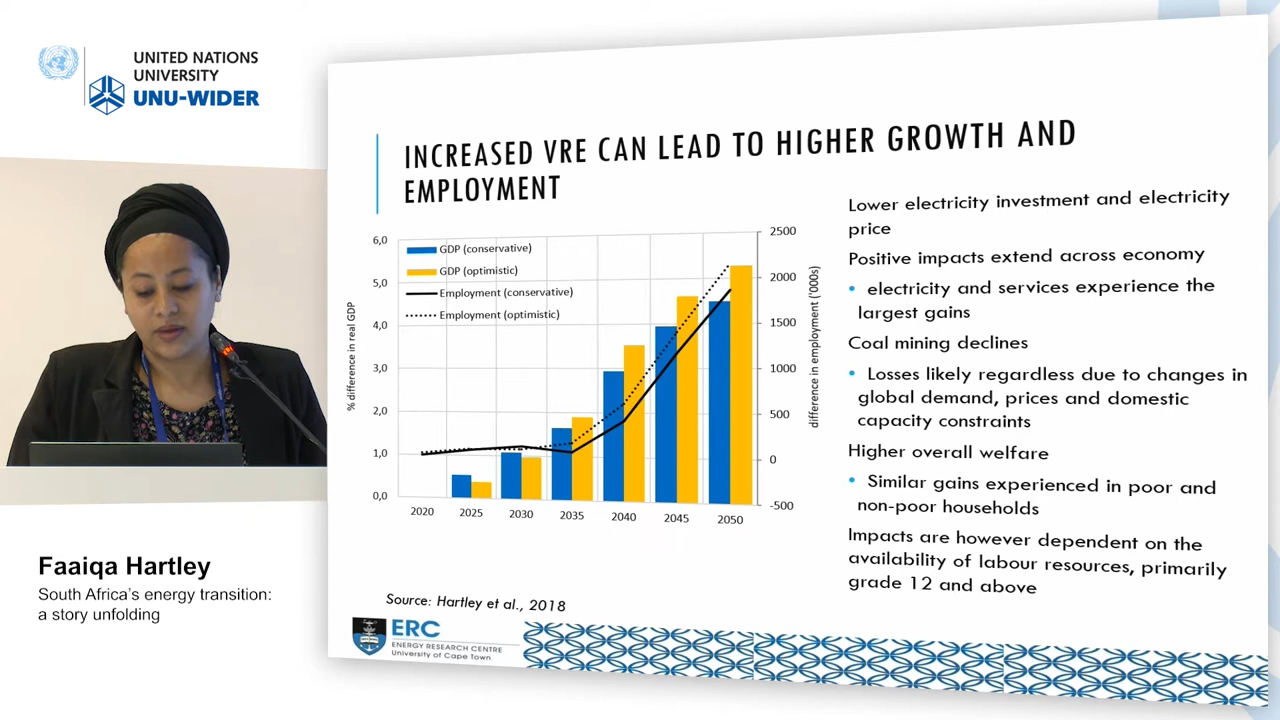 UNITED NATIONS
UNIVERSITY
UNU-WIDER
INCREASED VRE CAN LEAD TO HIGHER GROWTH AND
EMPLOYMENT
% difference in real GDP
6,0
5,0
4,0
3,0
2,0
1,0
0,0
GDP (conservative)
GDP (optimistic)
Employment (conservative)
Employment (optimistic)
2020
2025
2030
2035
2040
2045
2050
2500
2000
1500
1000
500
0
-500
difference in employment ('000s)
Lower electricity investment and electricity
price
Positive impacts extend across economy
• electricity and services experience the
largest gains
Coal mining declines
• Losses likely regardless due to changes in
global demand, prices and domestic
capacity constraints
Higher overall welfare
• Similar gains experienced in poor and
non-poor households
Impacts are however dependent on the
availability of labour resources, primarily
grade 12 and above
Source: Hartley et al., 2018
ERC
ENERGY RESEARCH CENTRE
University of Cape Town
Faaiqa Hartley
South Africa's energy transition:
a story unfolding